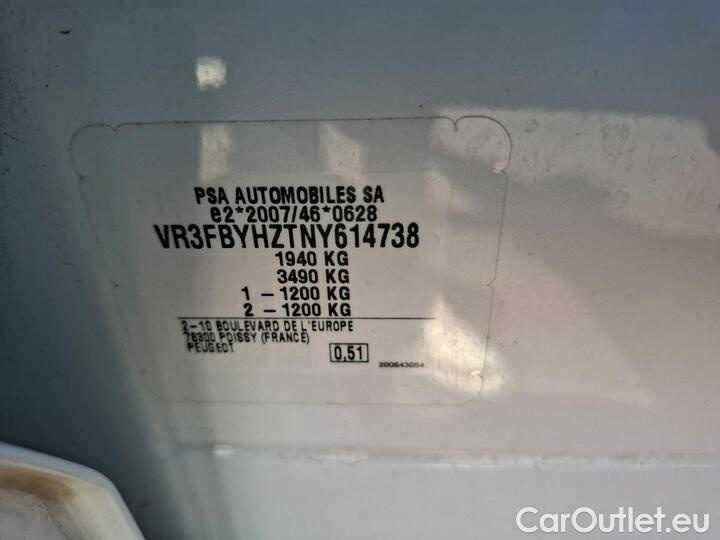 PSA AUTOMOBILES SA
e2*2007/46*0628
VR3FBYHZTNY614738
1940 KG
3490 KG
1 - 1200 KG
2 - 1200 KG
2-10 BOULEVARD DE L'EUROPE
78300 POISSY (FRANCE)
PEUGEOT
0,51
200643054
CarOutlet.eu